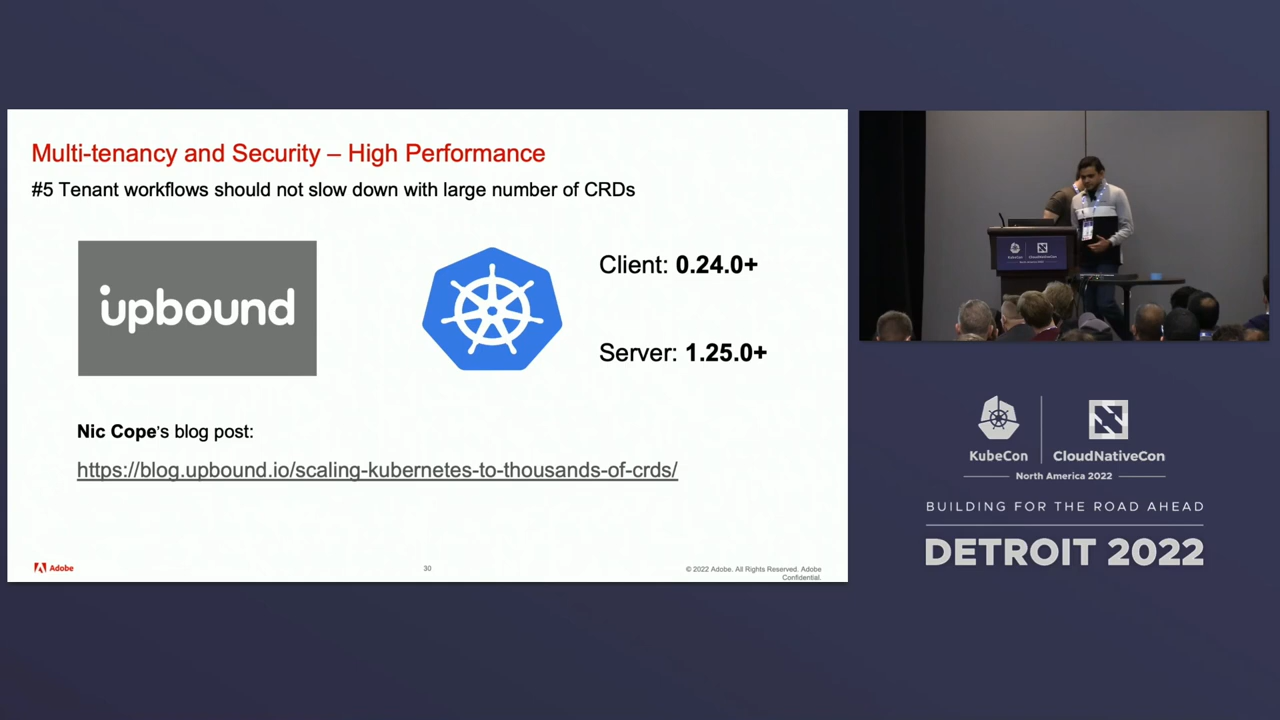 Multi-tenancy and Security – High Performance
#5 Tenant workflows should not slow down with large number of CRDs
upbound
Client: 0.24.0+
Server: 1.25.0+
Nic Cope's blog post:
https://blog.upbound.io/scaling-kubernetes-to-thousands-of-crds/
Adobe
30
© 2022 Adobe. All Rights Reserved. Adobe
Confidential.
KubeCon
CloudNativeCon
North America 2022
BUILDING FOR THE ROAD AHEAD
DETROIT 2022